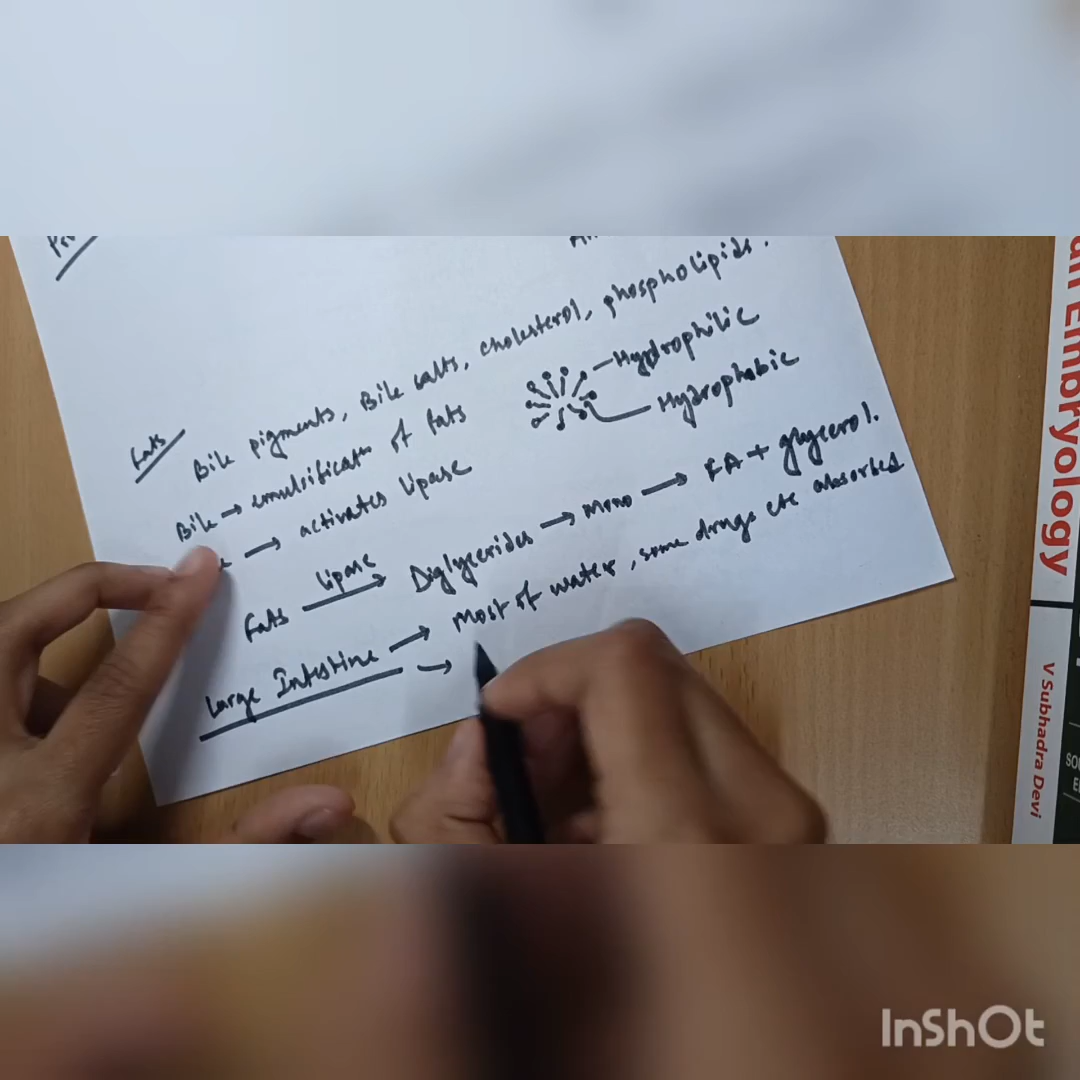 Fats
Bile pigments, Bile salts, cholesterol, phospholipids.
Bile → emulsificatn of fats
Hydrophilic
Hydrophobic
→ activates lipase
Fats lipase → Diglycerides → Mono → FA + glycerol.
Large Intestine → Most of water, some drugs etc absorbed
→
Embryology
V Subhadra Devi
InShOt